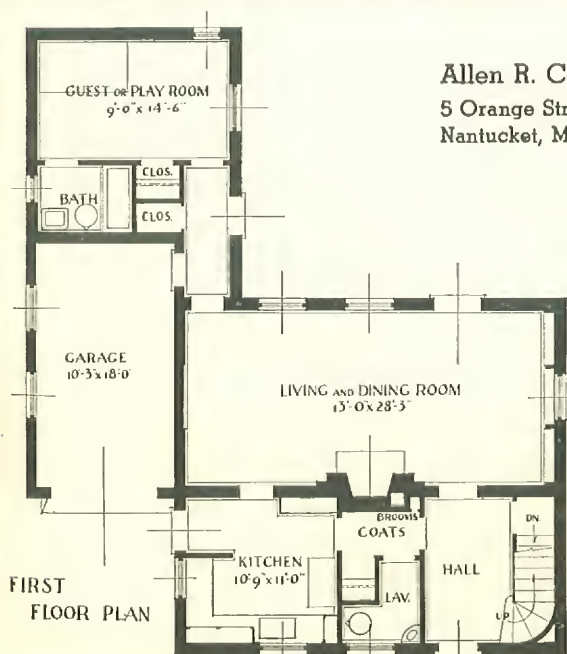 Allen R. C
5 Orange Str
Nantucket, M
GUEST OR PLAY ROOM
9'-0" x 14'-6"
CLOS.
BATH
CLOS.
GARAGE
10'-3" x 18'-0"
LIVING AND DINING ROOM
13'-0" x 28'-3"
BROOMS
COATS
DN.
KITCHEN
10'-9" x 11'-0"
HALL
LAV.
UP
FIRST
FLOOR PLAN